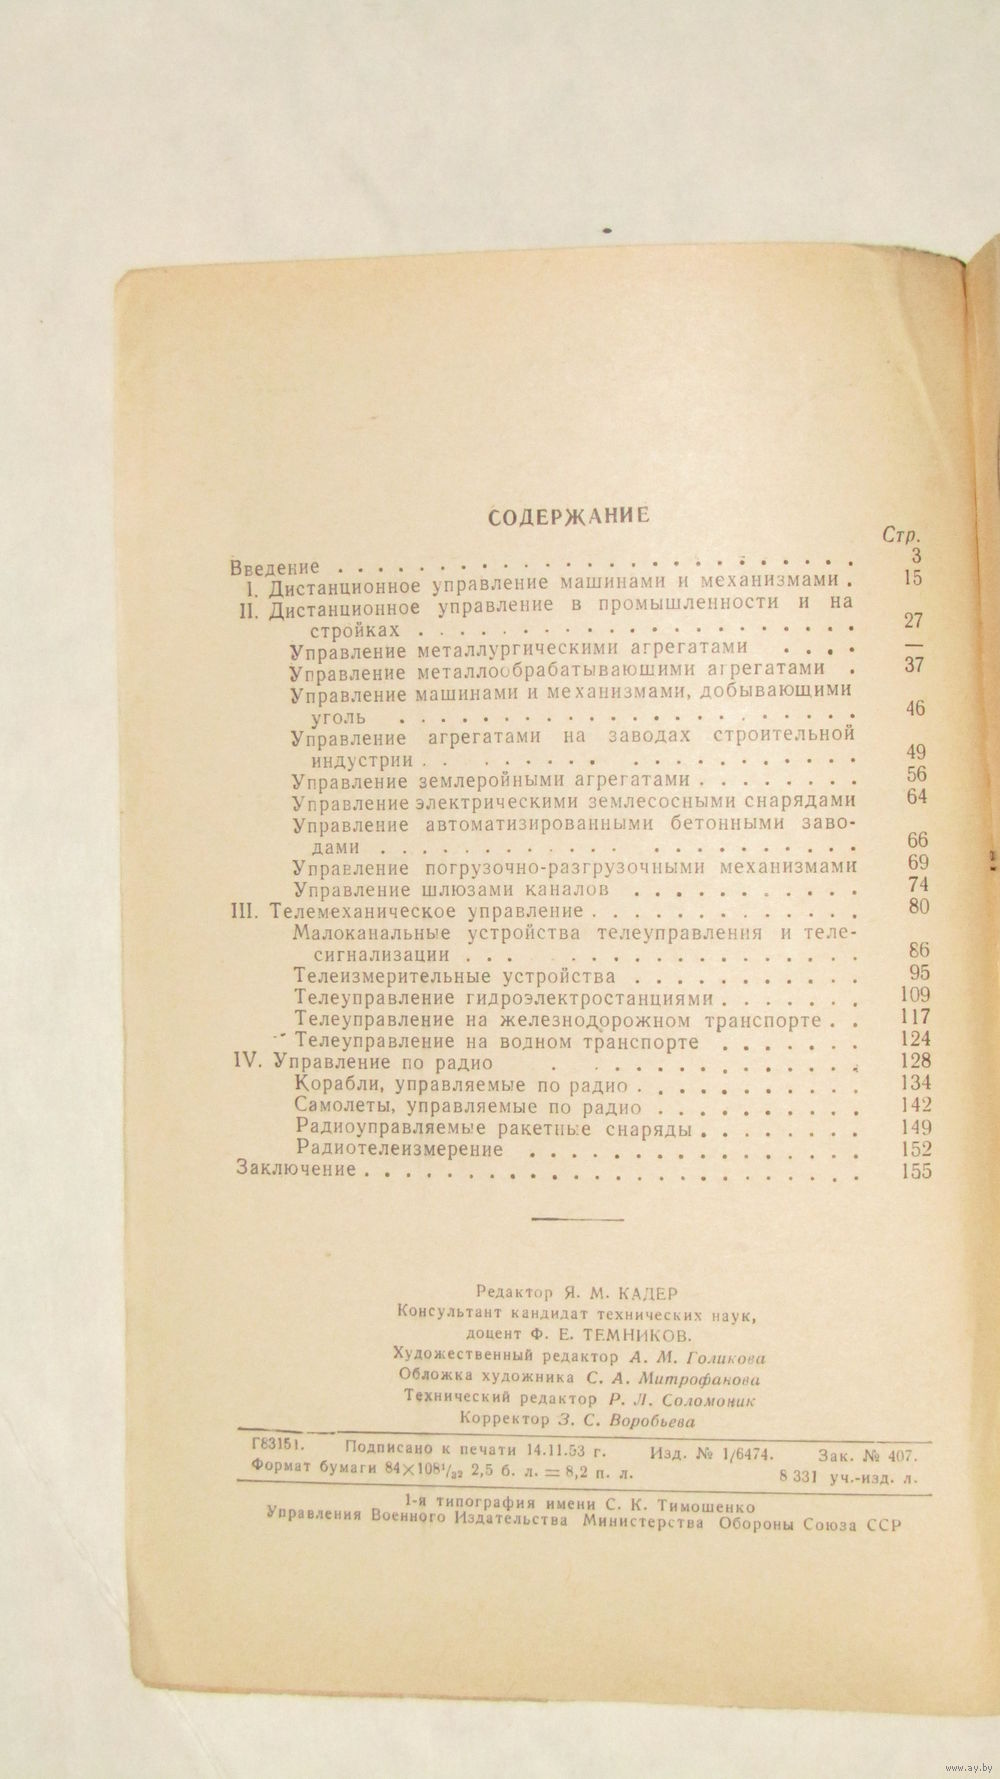 СОДЕРЖАНИЕ
Стр.
Введение . . . . . . . . . . . . . . . . . . . . . . . . . 3
I. Дистанционное управление машинами и механизмами . 15
II. Дистанционное управление в промышленности и на
стройках . . . . . . . . . . . . . . . . . . . . . 27
Управление металлургическими агрегатами . . . . —
Управление металлообрабатывающими агрегатами . 37
Управление машинами и механизмами, добывающими
уголь . . . . . . . . . . . . . . . . . . . . . . 46
Управление агрегатами на заводах строительной
индустрии . . . . . . . . . . . . . . . . . . . . 49
Управление землеройными агрегатами . . . . . . . . 56
Управление электрическими землесосными снарядами 64
Управление автоматизированными бетонными заво-
дами . . . . . . . . . . . . . . . . . . . . . . 66
Управление погрузочно-разгрузочными механизмами 69
Управление шлюзами каналов . . . . . . . . . . . 74
III. Телемеханическое управление . . . . . . . . . . . . . 80
Малоканальные устройства телеуправления и теле-
сигнализации . . . . . . . . . . . . . . . . . . 86
Телеизмерительные устройства . . . . . . . . . . . 95
Телеуправление гидроэлектростанциями . . . . . . . 109
Телеуправление на железнодорожном транспорте . . 117
Телеуправление на водном транспорте . . . . . . . 124
IV. Управление по радио . . . . . . . . . . . . . . 128
Корабли, управляемые по радио . . . . . . . . . . . 134
Самолеты, управляемые по радио . . . . . . . . . . 142
Радиоуправляемые ракетные снаряды . . . . . . . . 149
Радиотелеизмерение . . . . . . . . . . . . . . . . 152
Заключение . . . . . . . . . . . . . . . . . . . . . . . . 155
Редактор Я. М. КАДЕР
Консультант кандидат технических наук,
доцент Ф. Е. ТЕМНИКОВ.
Художественный редактор А. М. Голикова
Обложка художника С. А. Митрофанова
Технический редактор Р. Л. Соломоник
Корректор З. С. Воробьева
Г83151. Подписано к печати 14.11.53 г. Изд. № 1/6474. Зак. № 407.
Формат бумаги 84×108¹/₃₂ 2,5 б. л. = 8,2 п. л. 8 331 уч.-изд. л.
1-я типография имени С. К. Тимошенко
Управления Военного Издательства Министерства Обороны Союза ССР
www.ay.by